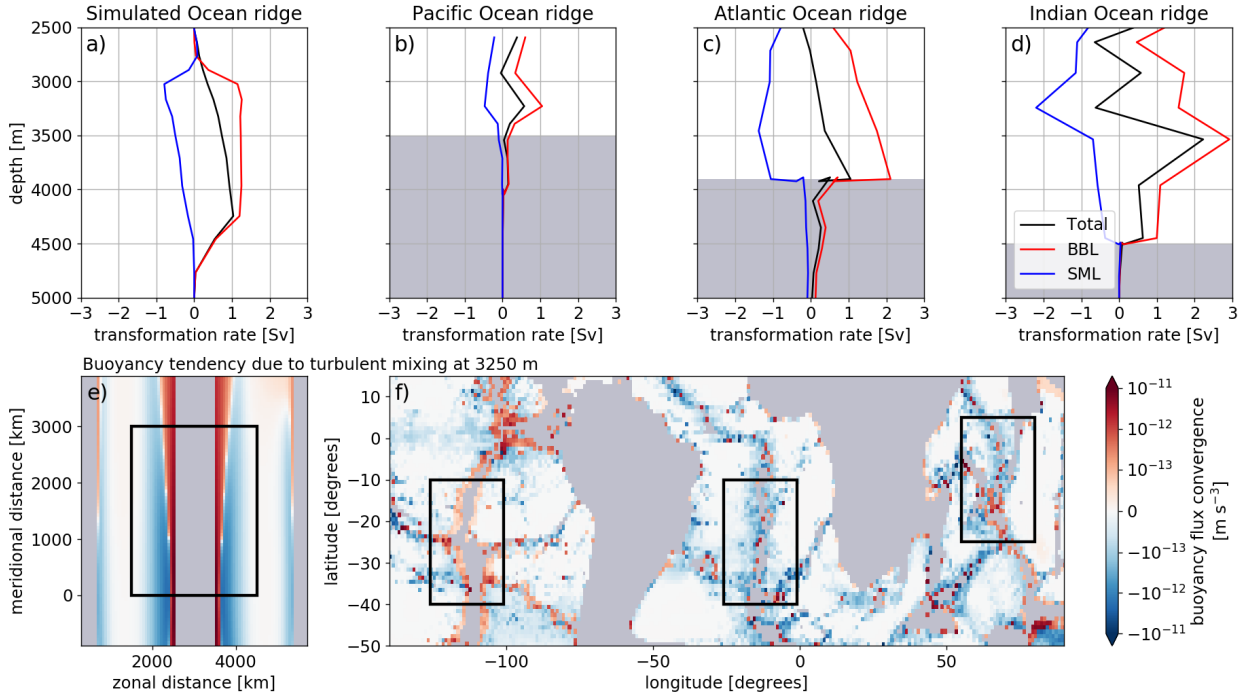 Simulated Ocean ridge
Pacific Ocean ridge
Atlantic Ocean ridge
Indian Ocean ridge
a)
b)
c)
d)
2500
3000
3500
4000
4500
5000
depth [m]
−3 −2 −1 0 1 2 3
−3 −2 −1 0 1 2 3
−3 −2 −1 0 1 2 3
−3 −2 −1 0 1 2 3
transformation rate [Sv]
transformation rate [Sv]
transformation rate [Sv]
transformation rate [Sv]
Total
BBL
SML
Buoyancy tendency due to turbulent mixing at 3250 m
e)
f)
3000
2000
1000
0
meridional distance [km]
2000 4000
zonal distance [km]
10
0
−10
−20
−30
−40
−50
latitude [degrees]
−100 −50 0 50
longitude [degrees]
10⁻¹¹
10⁻¹²
10⁻¹³
0
−10⁻¹³
−10⁻¹²
−10⁻¹¹
buoyancy flux convergence
[m s⁻³]